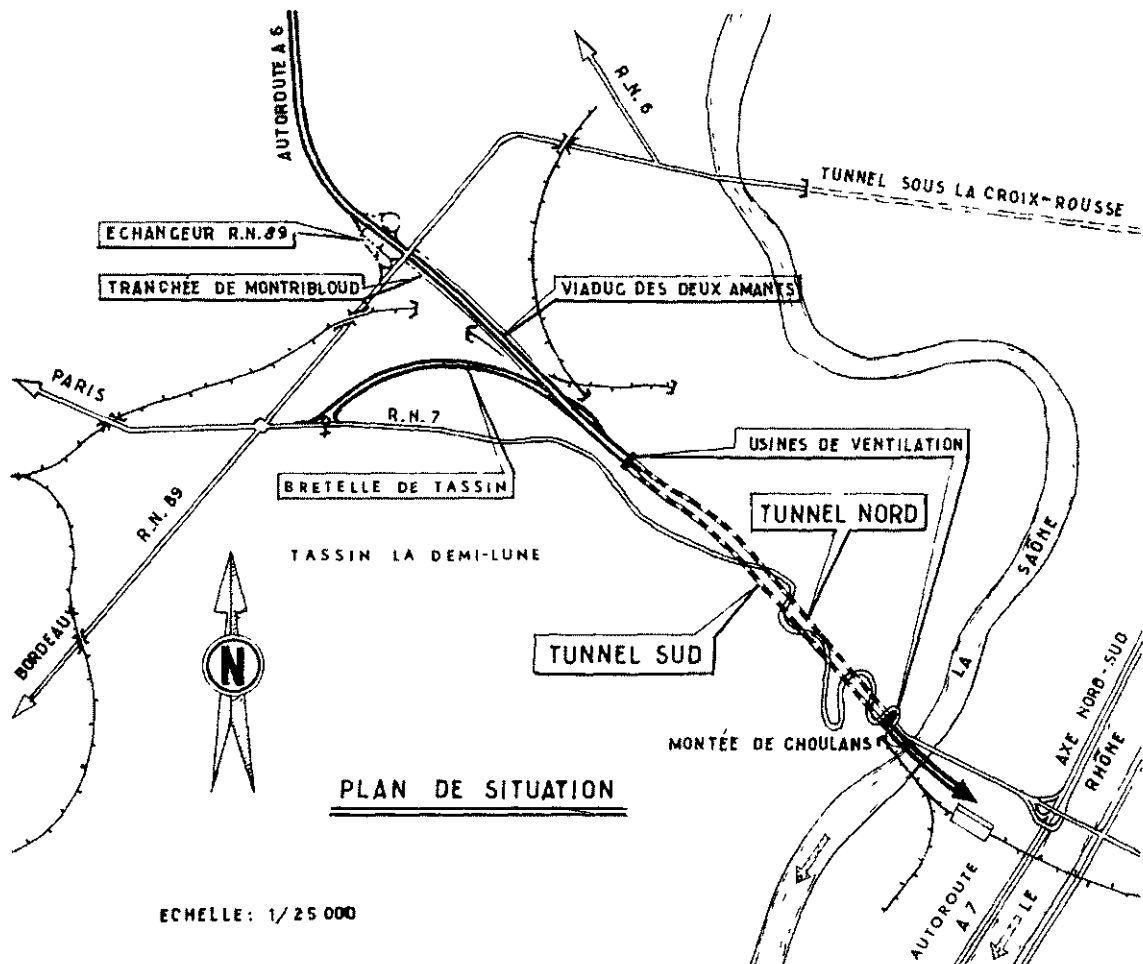 AUTOROUTE A 6
R.N. 6
TUNNEL SOUS LA CROIX-ROUSSE
ECHANGEUR R.N. 89
TRANCHÉE DE MONTRIBLOUD
VIADUC DES DEUX AMANTS
PARIS
R.N. 7
USINES DE VENTILATION
BRETELLE DE TASSIN
TUNNEL NORD
R.N. 89
TASSIN LA DEMI-LUNE
LA SAÔNE
BORDEAUX
N
TUNNEL SUD
MONTÉE DE CHOULANS
AXE NORD-SUD
PLAN DE SITUATION
LE RHÔNE
AUTOROUTE
A 7
ECHELLE: 1/25 000